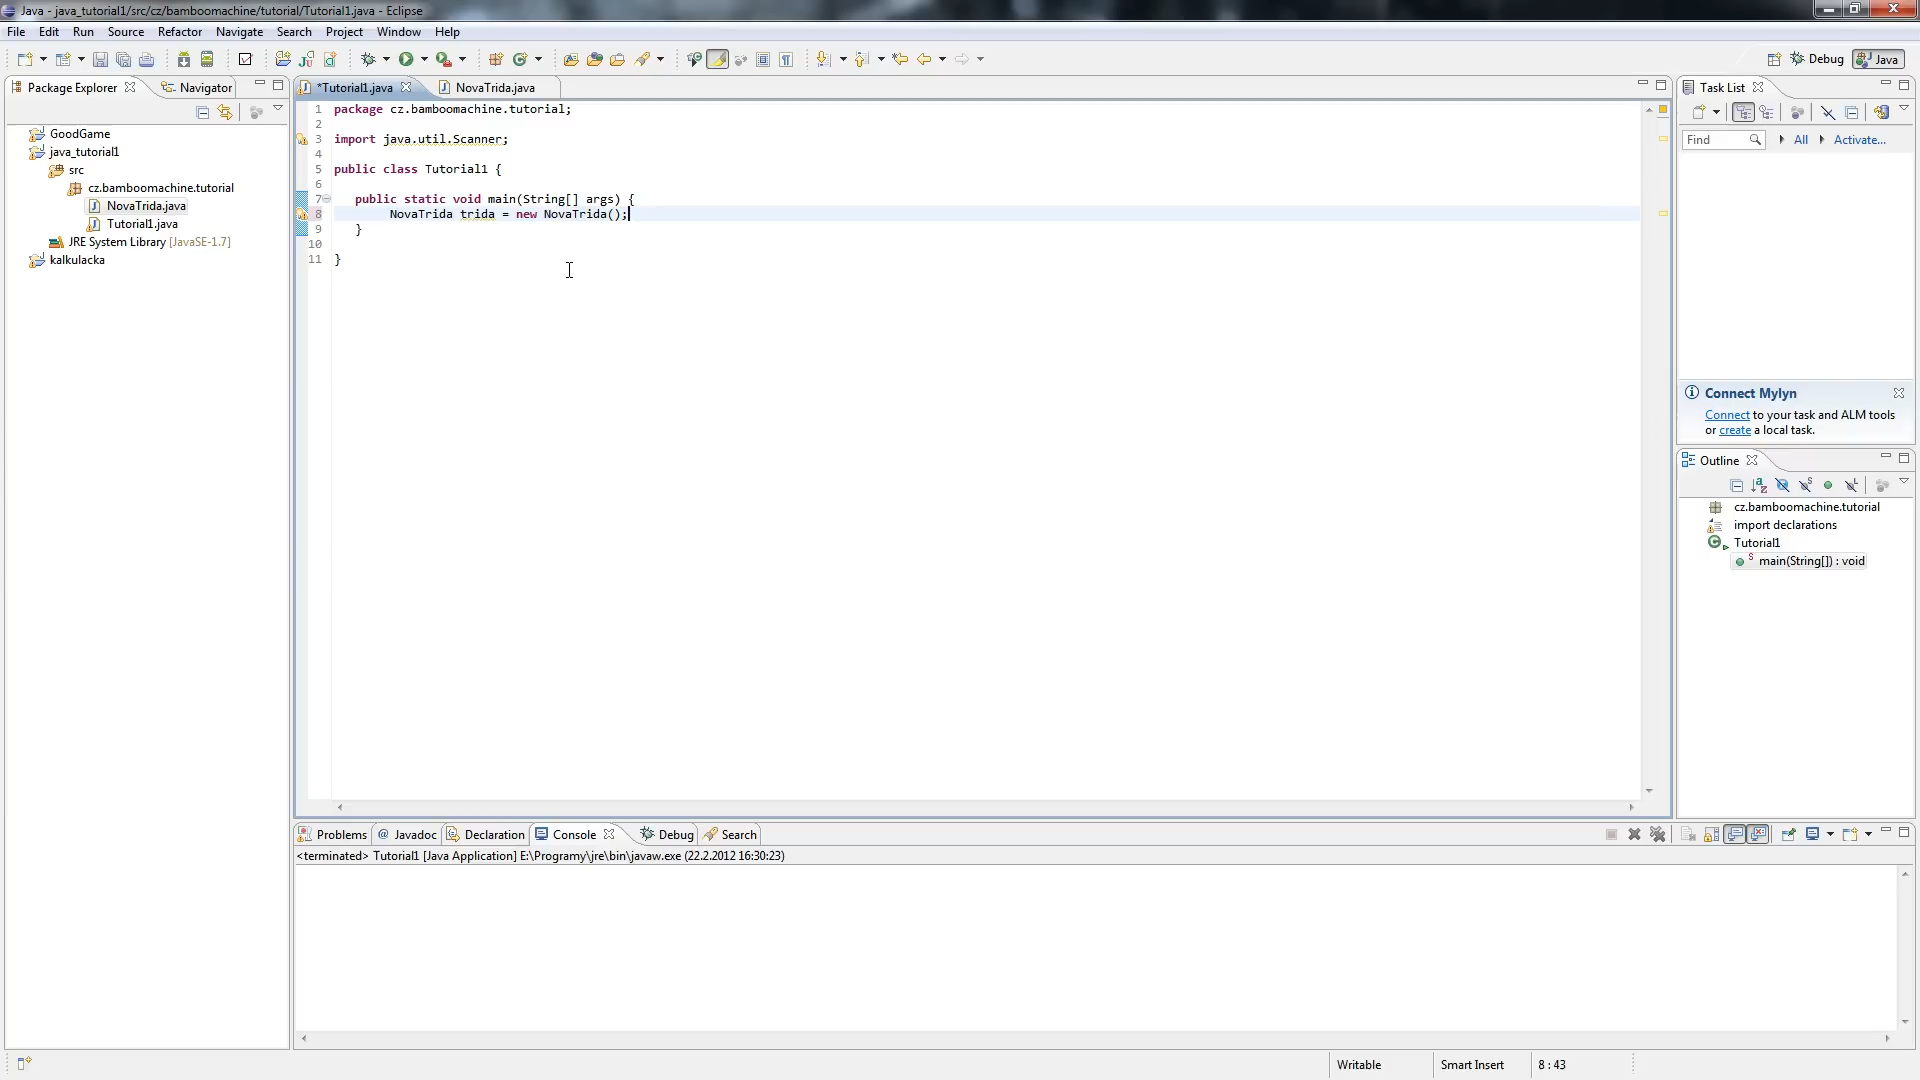 Java - java_tutorial1/src/cz/bamboomachine/tutorial/Tutorial1.java - Eclipse
File Edit Run Source Refactor Navigate Search Project Window Help
Debug Java
Package Explorer Navigator
GoodGame
java_tutorial1
src
cz.bamboomachine.tutorial
NovaTrida.java
Tutorial1.java
JRE System Library [JavaSE-1.7]
kalkulacka
*Tutorial1.java NovaTrida.java
1 package cz.bamboomachine.tutorial;
2
3 import java.util.Scanner;
4
5 public class Tutorial1 {
6
7 public static void main(String[] args) {
8 NovaTrida trida = new NovaTrida();
9 }
10
11 }
Task List
Find All Activate...
Connect Mylyn
Connect to your task and ALM tools
or create a local task.
Outline
cz.bamboomachine.tutorial
import declarations
Tutorial1
main(String[]) : void
Problems @ Javadoc Declaration Console Debug Search
<terminated> Tutorial1 [Java Application] E:\Programy\jre\bin\javaw.exe (22.2.2012 16:30:23)
Writable Smart Insert 8 : 43